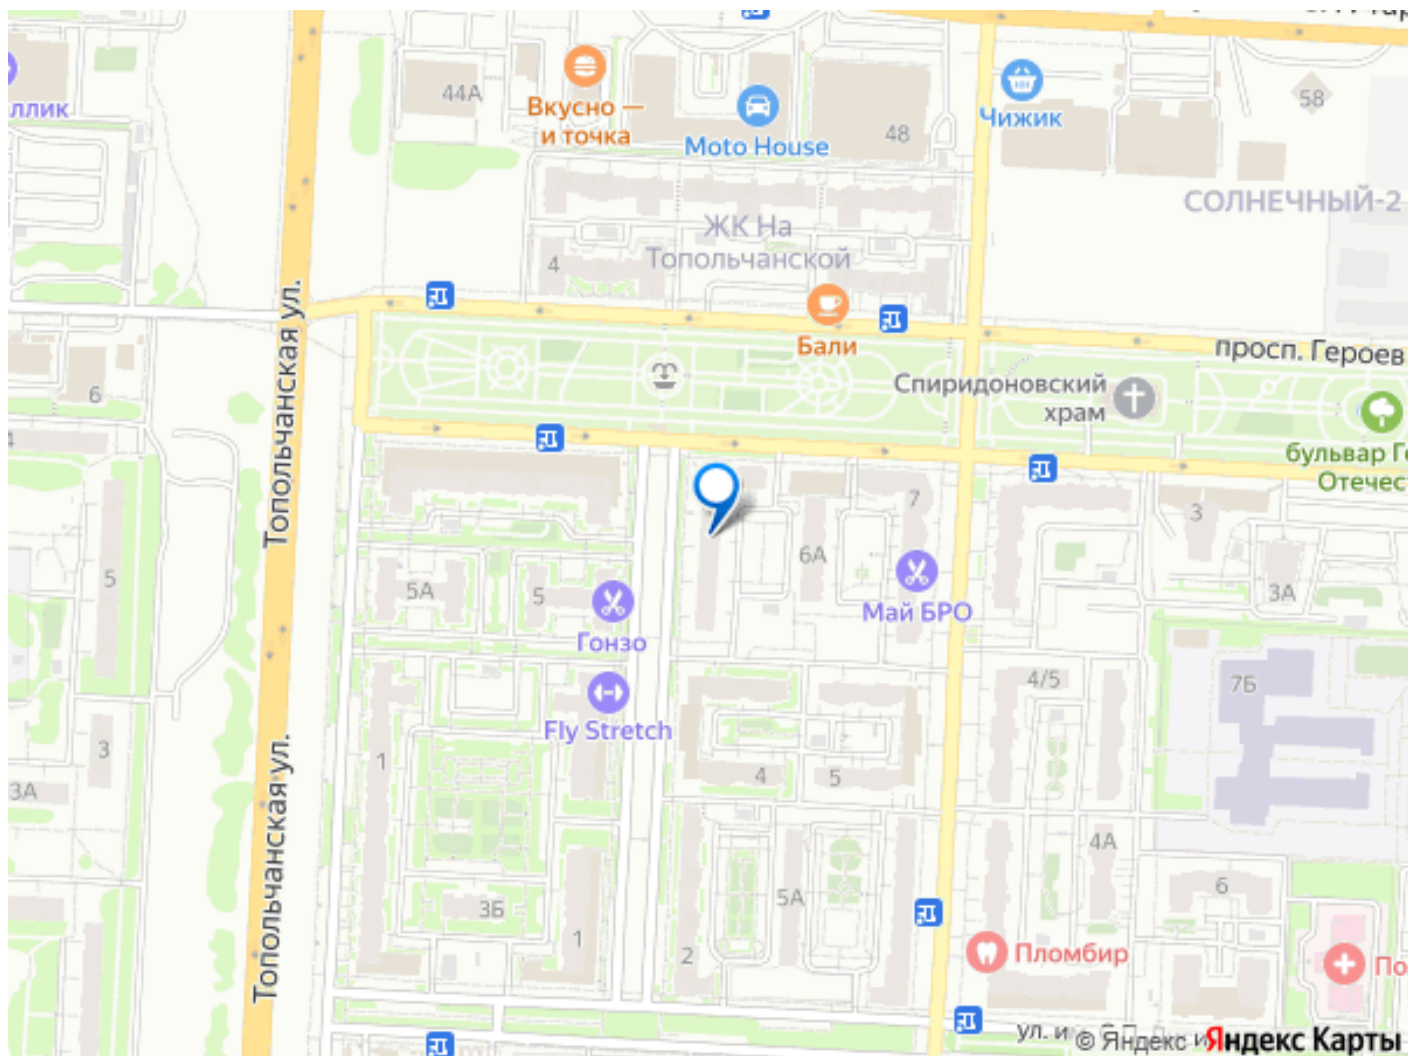 44А
Вкусно —
и точка
Moto House
48
Чижик
58
ллик
СОЛНЕЧНЫЙ-2
ЖК На
Топольчанской
4
Бали
просп. Героев
Спиридоновский
храм
бульвар Ге
Отечес
Топольчанская ул.
6
4
5
5А
5
Гонзо
6А
7
Май БРО
3
3А
Fly Stretch
4/5
7Б
1
3
3А
4
5
4А
6
Топольчанская ул.
3Б
1
5А
2
Пломбир
По
ул. и
© Яндекс
Яндекс Карты